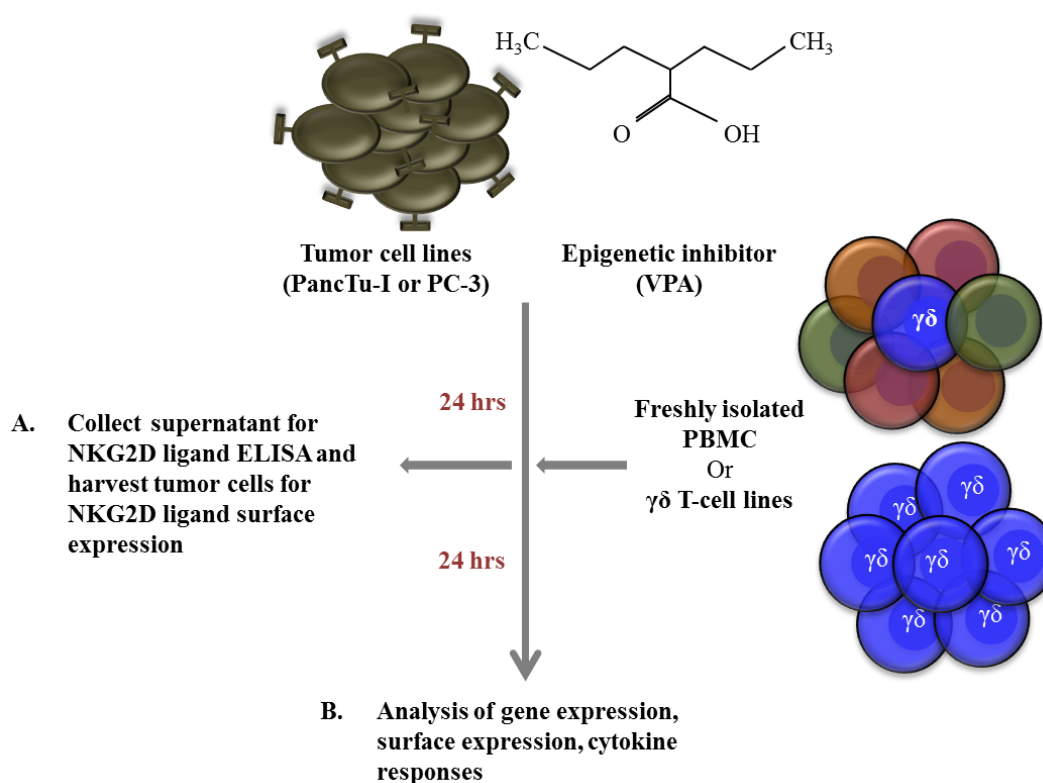 H₃C
CH₃
O
OH
Tumor cell lines
(PancTu-I or PC-3)
Epigenetic inhibitor
(VPA)
γδ
24 hrs
A. Collect supernatant for
NKG2D ligand ELISA and
harvest tumor cells for
NKG2D ligand surface
expression
Freshly isolated
PBMC
Or
γδ T-cell lines
γδ
γδ
γδ
γδ
γδ
γδ
γδ
24 hrs
B. Analysis of gene expression,
surface expression, cytokine
responses